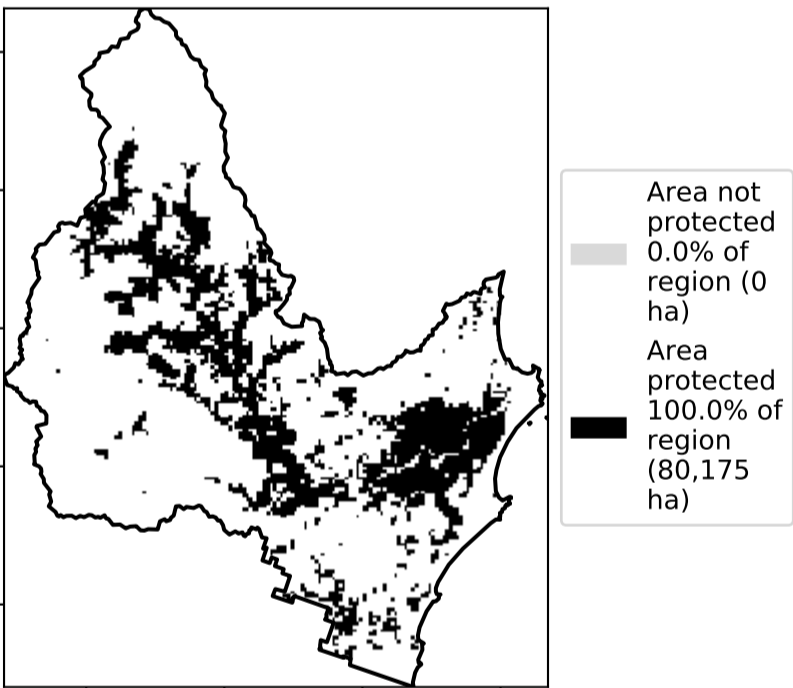 Area not
protected
0.0% of
region (0
ha)
Area
protected
100.0% of
region
(80,175
ha)